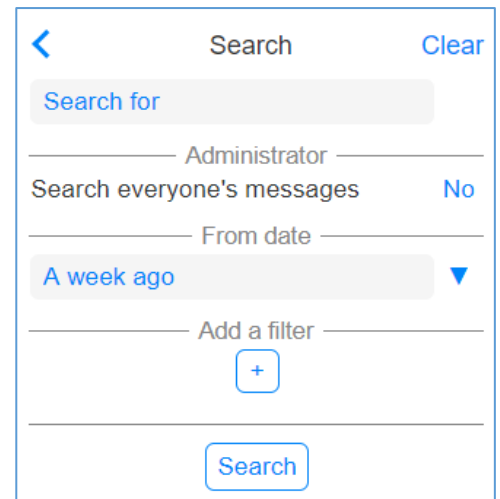 Search Clear
Search for
Administrator
Search everyone's messages No
From date
A week ago
Add a filter
+
Search